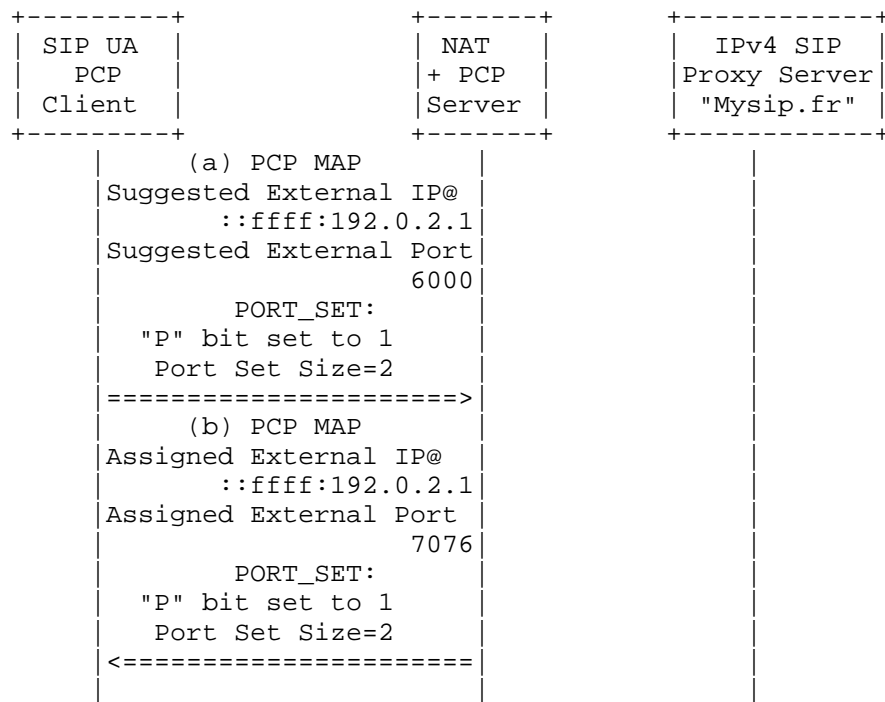 SIP UA NAT IPv4 SIP
PCP + PCP Proxy Server
Client Server "Mysip.fr"
(a) PCP MAP
Suggested External IP@
::ffff:192.0.2.1
Suggested External Port
6000
PORT_SET:
"P" bit set to 1
Port Set Size=2
======================>
(b) PCP MAP
Assigned External IP@
::ffff:192.0.2.1
Assigned External Port
7076
PORT_SET:
"P" bit set to 1
Port Set Size=2
<======================